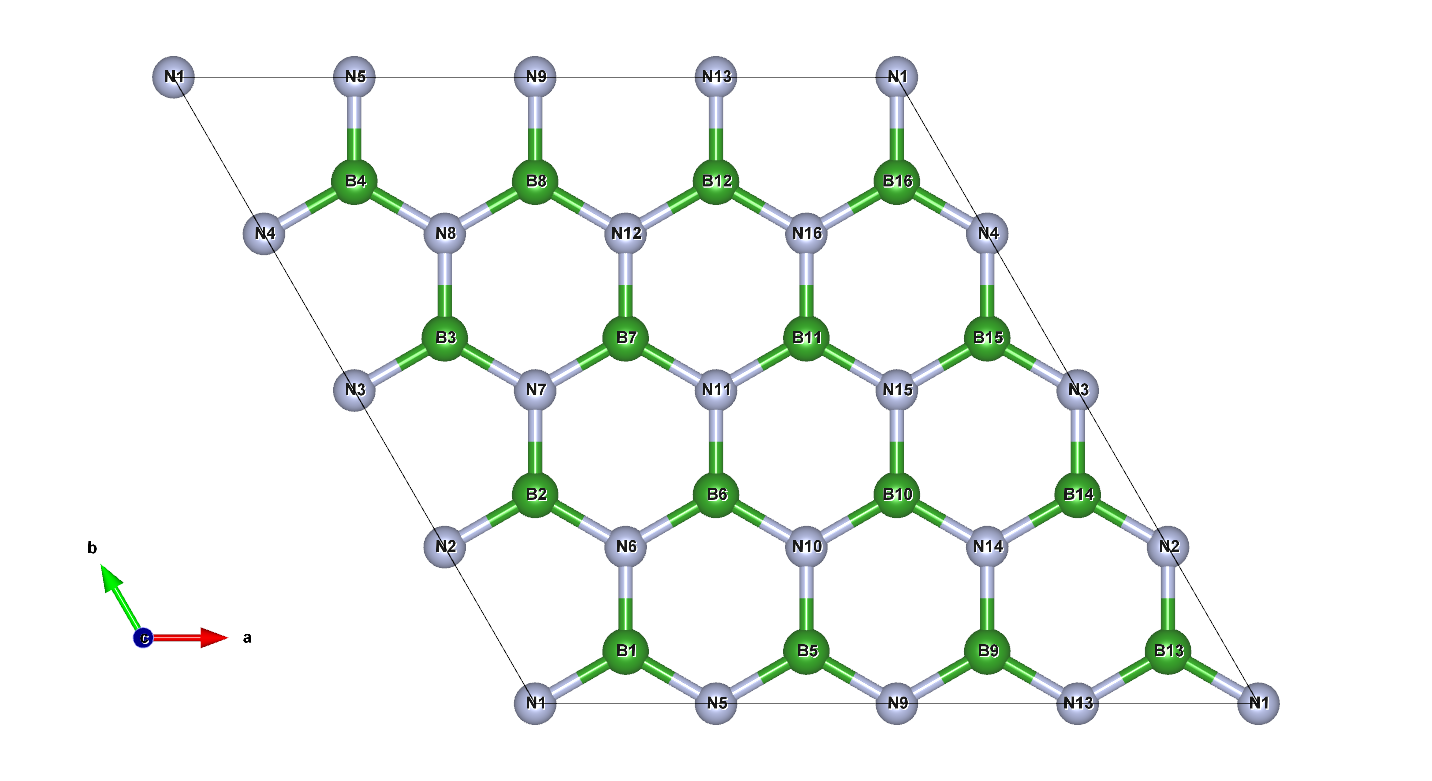 N1 N5 N9 N13 N1
B4 B8 B12 B16
N4 N8 N12 N16 N4
B3 B7 B11 B15
N3 N7 N11 N15 N3
B2 B6 B10 B14
N2 N6 N10 N14 N2
b
c a
B1 B5 B9 B13
N1 N5 N9 N13 N1